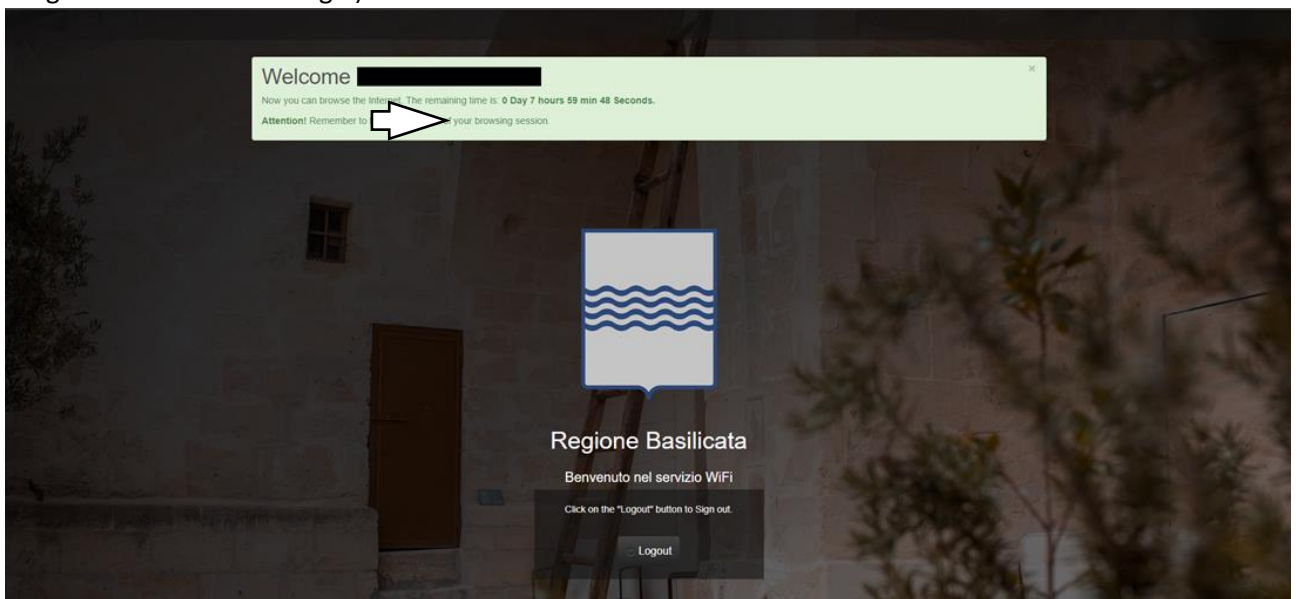 Welcome
×
Now you can browse the Internet. The remaining time is: 0 Day 7 hours 59 min 48 Seconds.
Attention! Remember to of your browsing session.
Regione Basilicata
Benvenuto nel servizio WiFi
Click on the "Logout" button to Sign out.
Logout